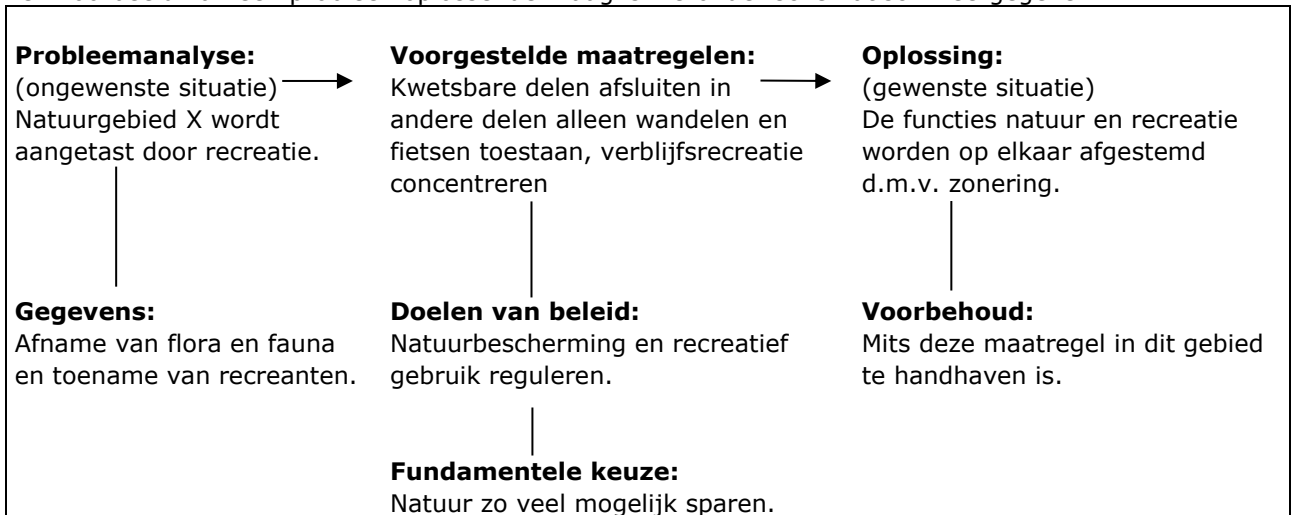 Probleemanalyse:
(ongewenste situatie)
Natuurgebied X wordt
aangetast door recreatie.
Voorgestelde maatregelen:
Kwetsbare delen afsluiten in
andere delen alleen wandelen en
fietsen toestaan, verblijfsrecreatie
concentreren
Oplossing:
(gewenste situatie)
De functies natuur en recreatie
worden op elkaar afgestemd
d.m.v. zonering.
Gegevens:
Afname van flora en fauna
en toename van recreanten.
Doelen van beleid:
Natuurbescherming en recreatief
gebruik reguleren.
Voorbehoud:
Mits deze maatregel in dit gebied
te handhaven is.
Fundamentele keuze:
Natuur zo veel mogelijk sparen.